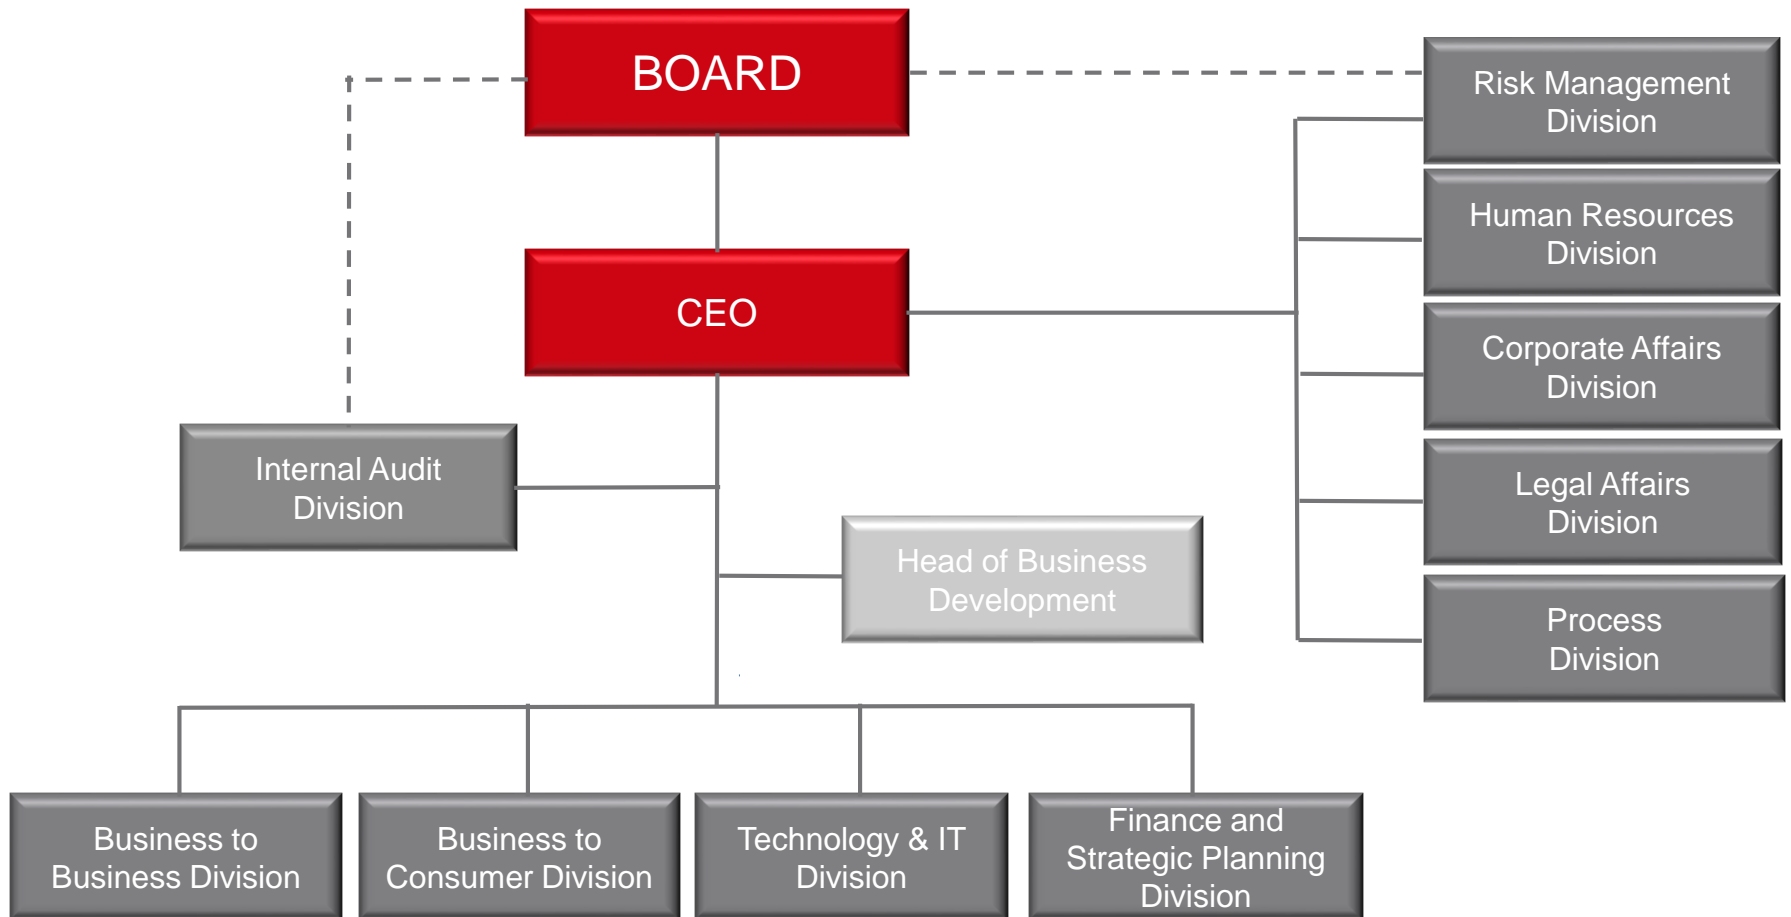 BOARD
Risk Management
Division
Human Resources
Division
CEO
Corporate Affairs
Division
Internal Audit
Division
Legal Affairs
Division
Head of Business
Development
Process
Division
Business to
Business Division
Business to
Consumer Division
Technology & IT
Division
Finance and
Strategic Planning
Division